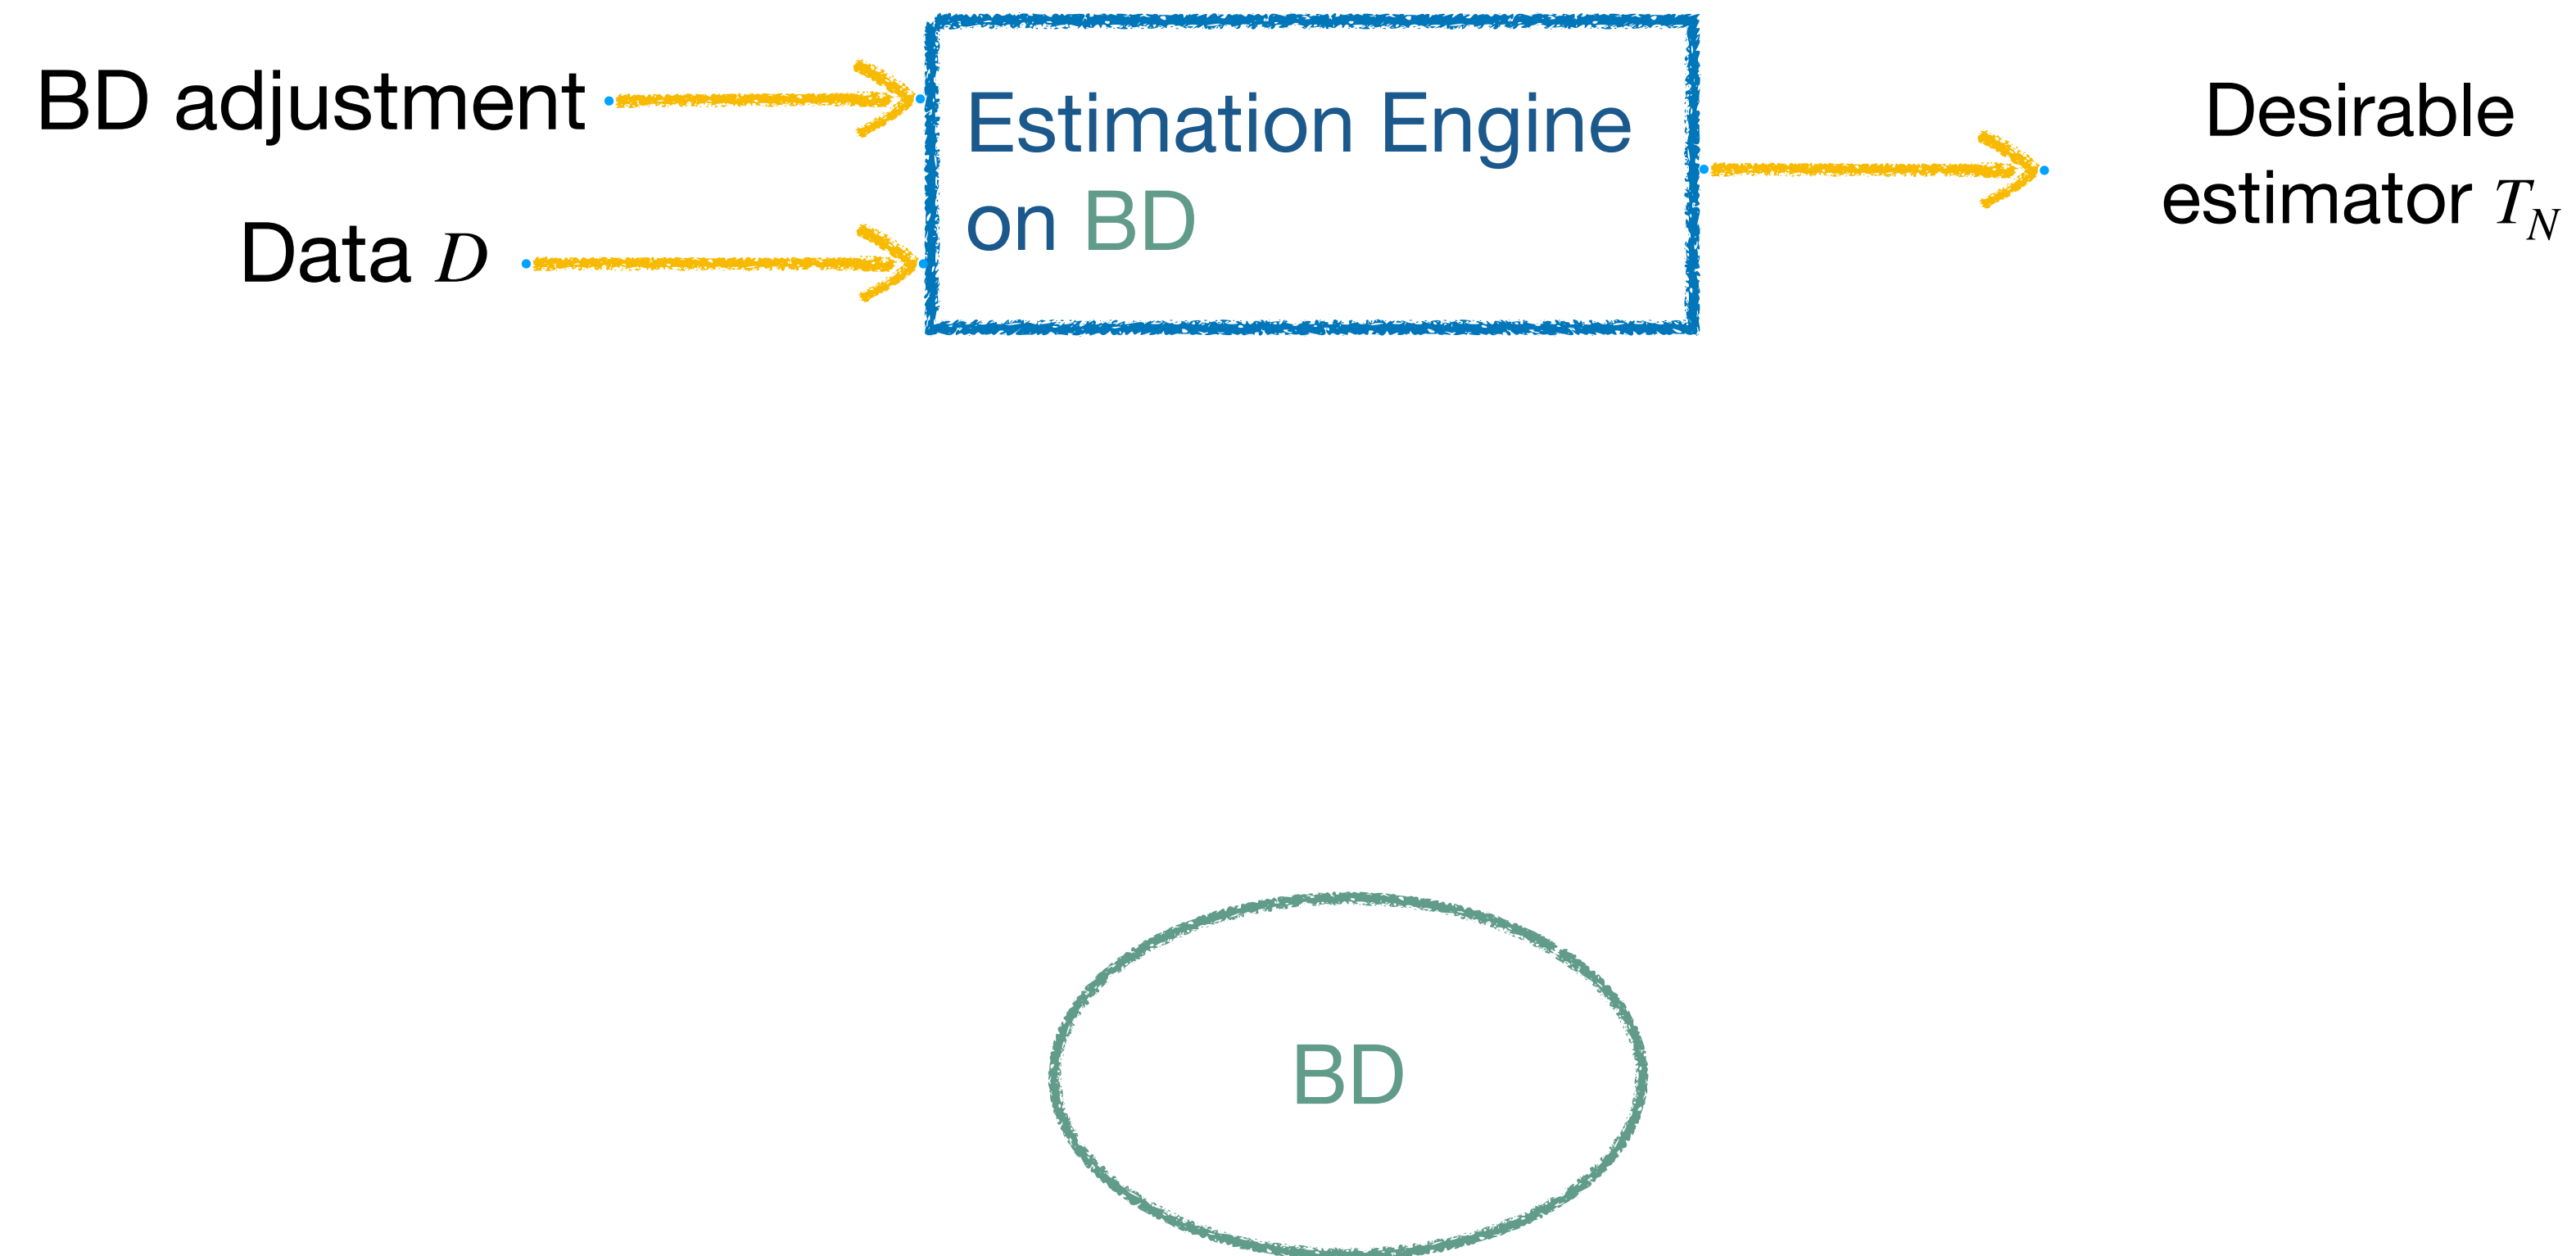 BD adjustment
Data D
Estimation Engine
on BD
Desirable
estimator T_N
BD